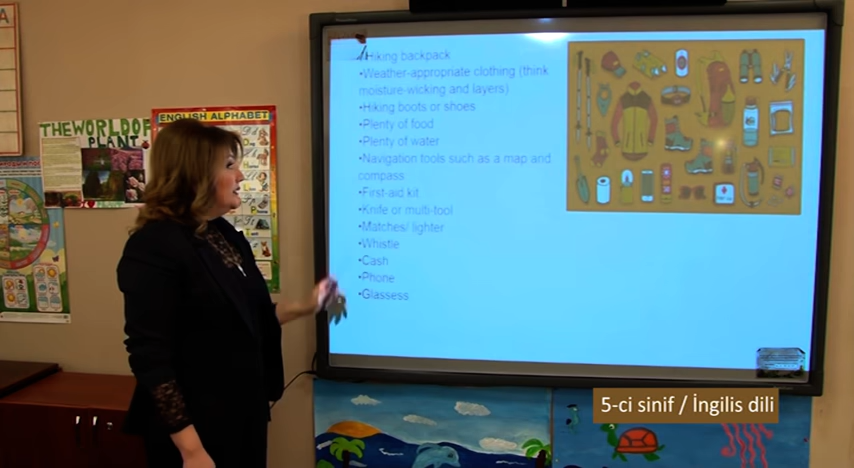 THE WORLD OF
PLANT
ENGLISH ALPHABET
•Hiking backpack
•Weather-appropriate clothing (think
moisture-wicking and layers)
•Hiking boots or shoes
•Plenty of food
•Plenty of water
•Navigation tools such as a map and
compass
•First-aid kit
•Knife or multi-tool
•Matches/ lighter
•Whistle
•Cash
•Phone
•Glassess
5-ci sinif / İngilis dili